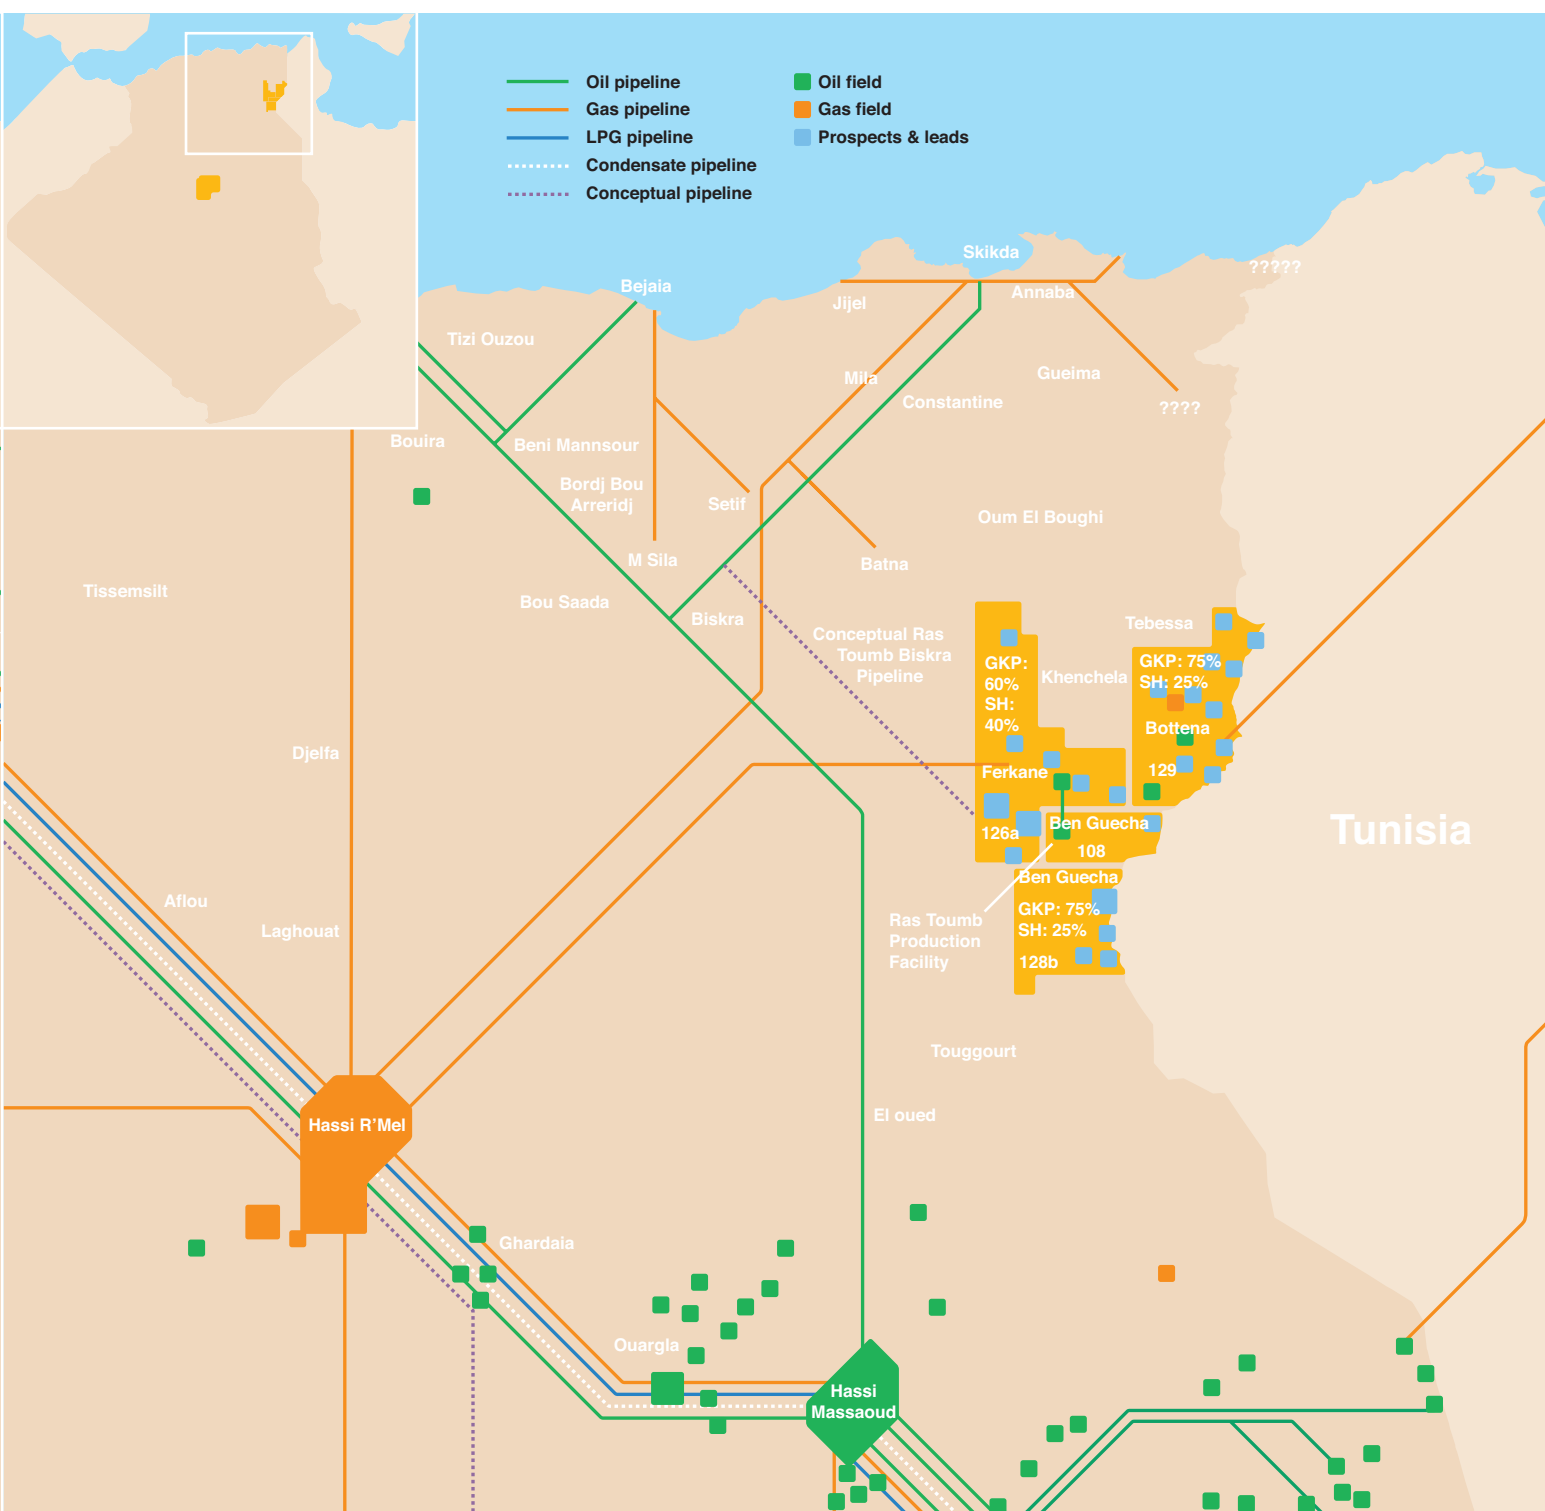 Oil pipeline
Gas pipeline
LPG pipeline
Condensate pipeline
Conceptual pipeline
Oil field
Gas field
Prospects & leads
Skikda
?????
Bejaia
Annaba
Jijel
Tizi Ouzou
Mila
Gueima
Constantine
????
Bouira
Beni Mannsour
Bordj Bou
Arreridj
Setif
Oum El Boughi
M Sila
Batna
Tissemsilt
Bou Saada
Biskra
Tebessa
Conceptual Ras
Toumb Biskra
Pipeline
GKP:
60%
SH:
40%
Khenchela
GKP: 75%
SH: 25%
Bottena
129
Djelfa
Ferkane
126a
Ben Guecha
108
Tunisia
Ben Guecha
GKP: 75%
SH: 25%
128b
Aflou
Laghouat
Ras Toumb
Production
Facility
Touggourt
El oued
Hassi R’Mel
Ghardaia
Ouargla
Hassi
Massaoud